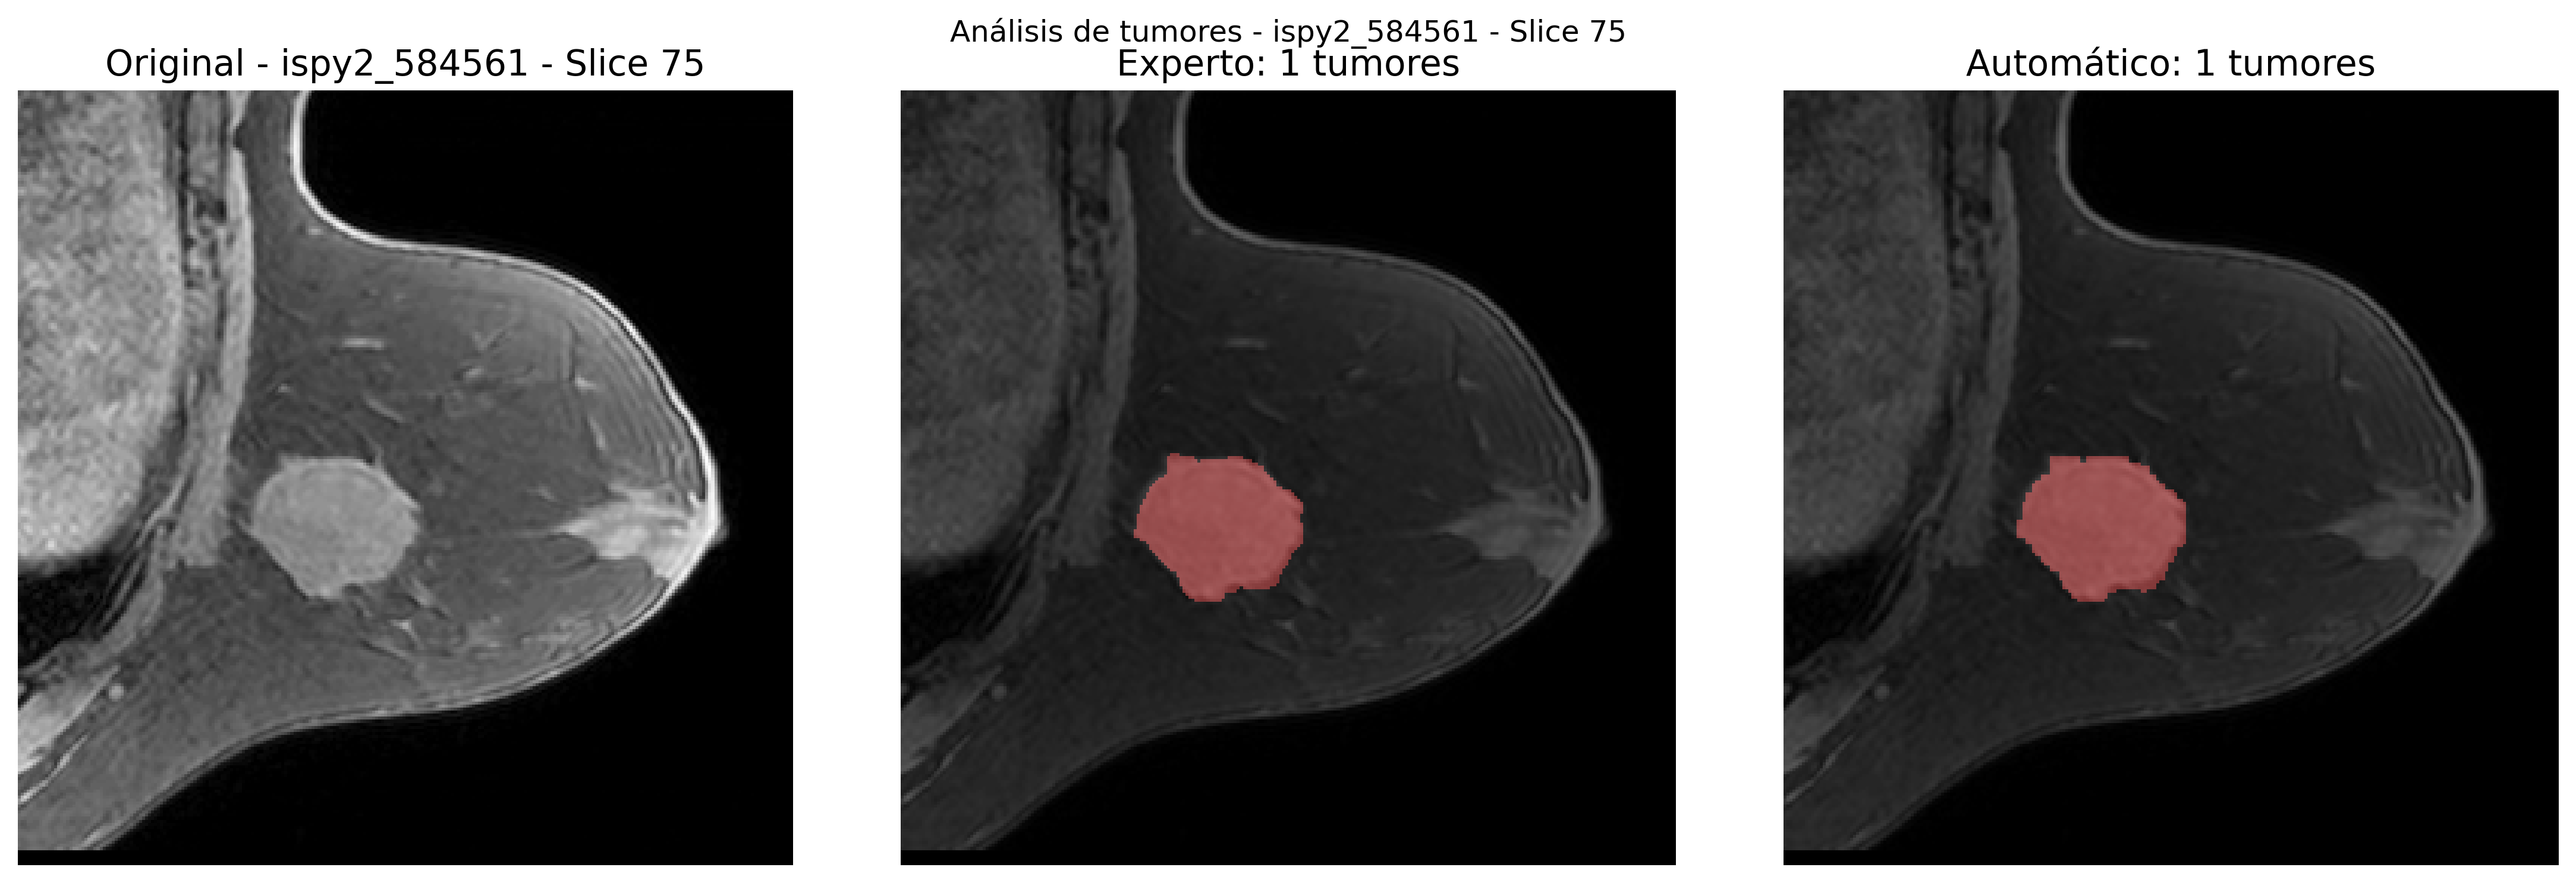 Análisis de tumores - ispy2_584561 - Slice 75
Original - ispy2_584561 - Slice 75
Experto: 1 tumores
Automático: 1 tumores